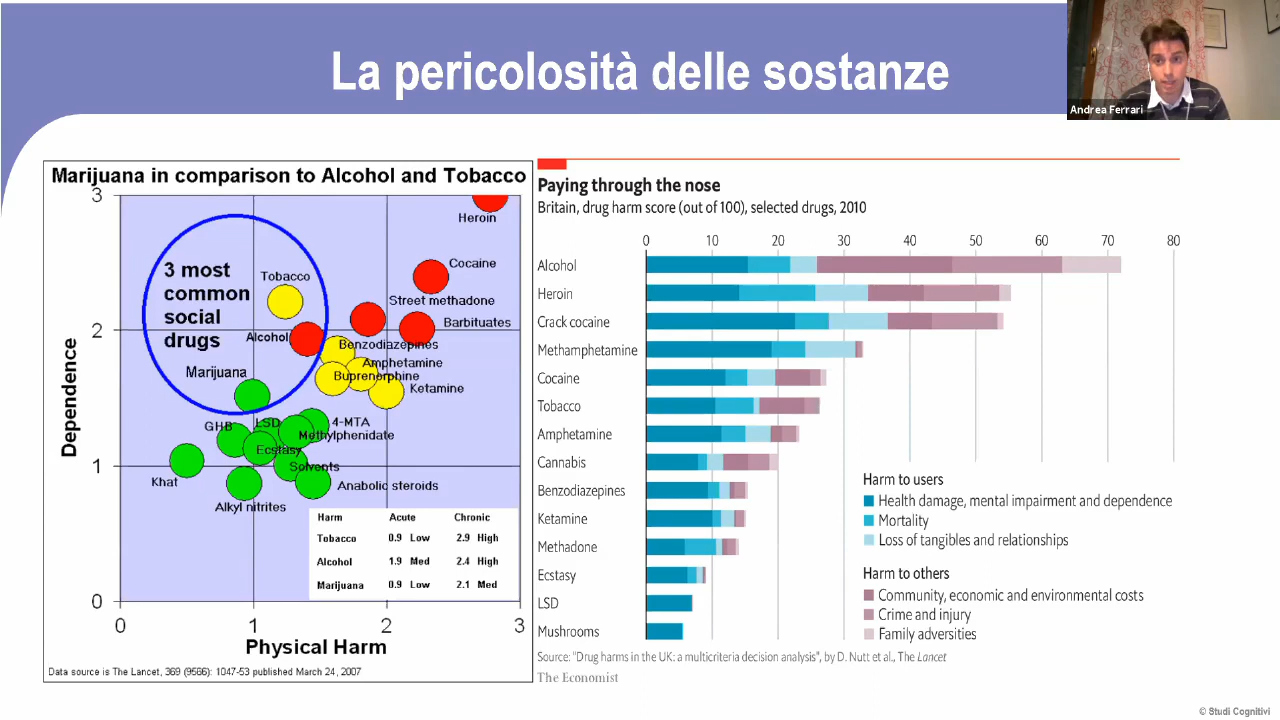 La pericolosità delle sostanze
Andrea Ferrari
Marijuana in comparison to Alcohol and Tobacco
3
2
1
0
0
1
2
3
Dependence
Physical Harm
3 most
common
social
drugs
Heroin
Cocaine
Tobacco
Street methadone
Barbituates
Alcohol
Benzodiazepines
Amphetamine
Marijuana
Buprenorphine
Ketamine
GHB
LSD
4-MTA
Methylphenidate
Ecstasy
Solvents
Khat
Anabolic steroids
Alkyl nitrites
Harm Acute Chronic
Tobacco 0.9 Low 2.9 High
Alcohol 1.9 Med 2.4 High
Marijuana 0.9 Low 2.1 Med
Data source is The Lancet, 369 (9566): 1047-53 published March 24, 2007
Paying through the nose
Britain, drug harm score (out of 100), selected drugs, 2010
0 10 20 30 40 50 60 70 80
Alcohol
Heroin
Crack cocaine
Methamphetamine
Cocaine
Tobacco
Amphetamine
Cannabis
Benzodiazepines
Ketamine
Methadone
Ecstasy
LSD
Mushrooms
Harm to users
Health damage, mental impairment and dependence
Mortality
Loss of tangibles and relationships
Harm to others
Community, economic and environmental costs
Crime and injury
Family adversities
Source: "Drug harms in the UK: a multicriteria decision analysis", by D. Nutt et al., The Lancet
The Economist
© Studi Cognitivi